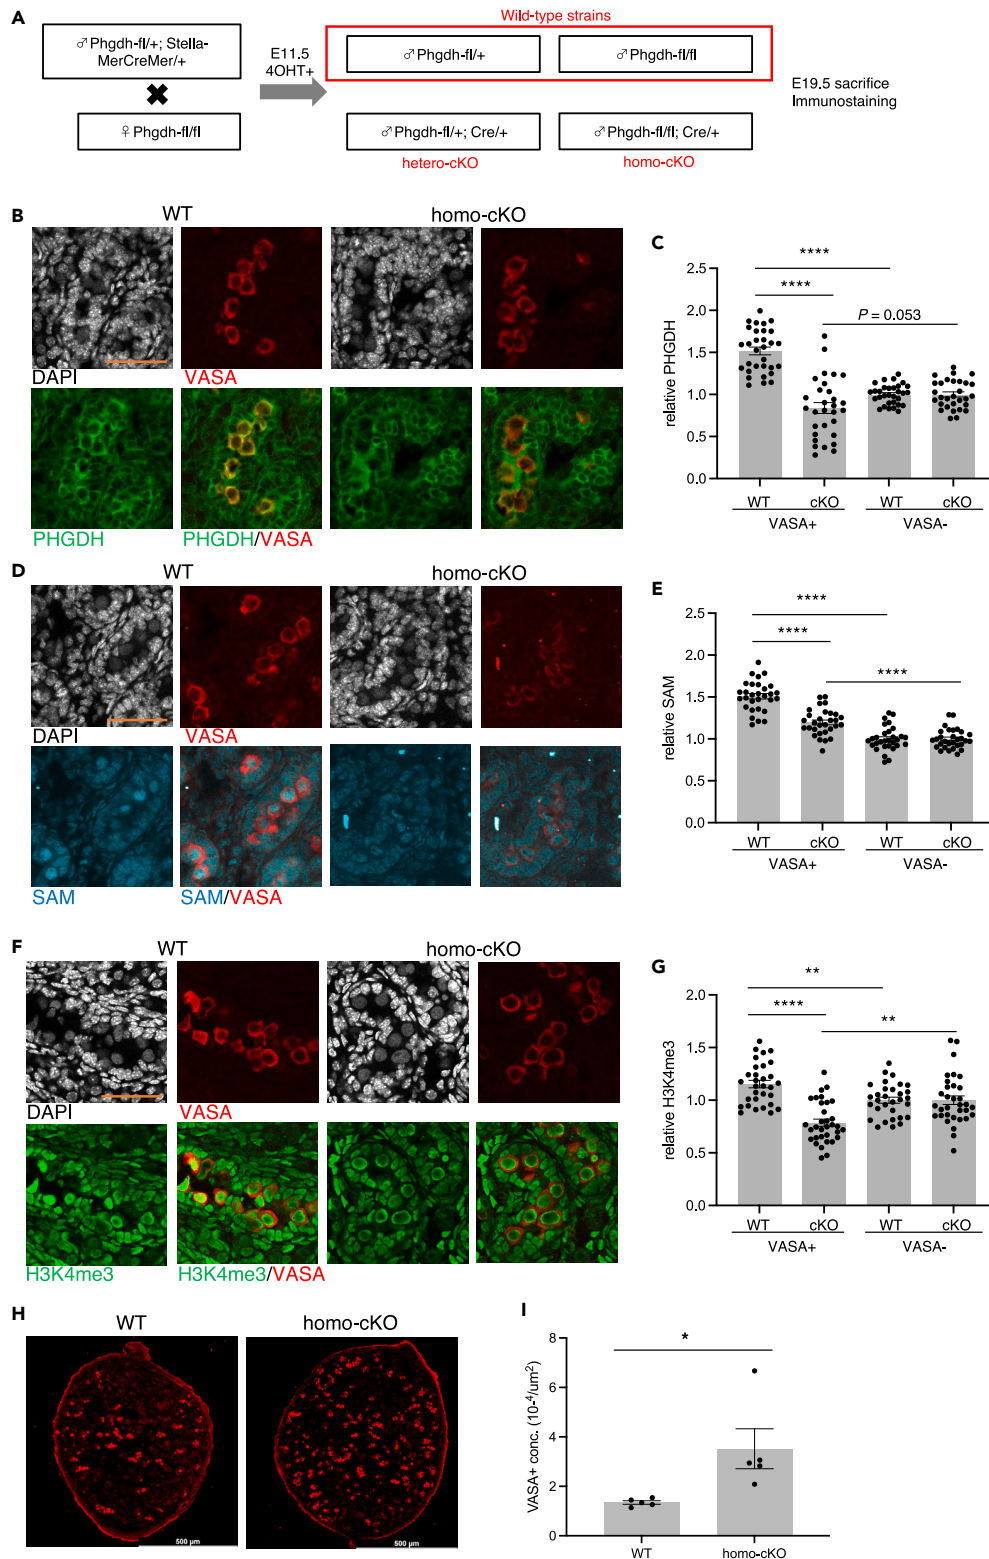 A
Wild-type strains
♂Phgdh-fl/+; Stella-
MerCreMer/+
E11.5
4OHT+
♂Phgdh-fl/+
♂Phgdh-fl/fl
E19.5 sacrifice
Immunostaining
♀Phgdh-fl/fl
♂Phgdh-fl/+; Cre/+
♂Phgdh-fl/fl; Cre/+
hetero-cKO
homo-cKO
B
WT
homo-cKO
DAPI
VASA
PHGDH
PHGDH/VASA
C
****
****
P = 0.053
relative PHGDH
2.5
2.0
1.5
1.0
0.5
0.0
WT
cKO
WT
cKO
VASA+
VASA-
D
WT
homo-cKO
DAPI
VASA
SAM
SAM/VASA
E
****
****
****
relative SAM
2.5
2.0
1.5
1.0
0.5
0.0
WT
cKO
WT
cKO
VASA+
VASA-
F
WT
homo-cKO
DAPI
VASA
H3K4me3
H3K4me3/VASA
G
**
****
**
relative H3K4me3
2.0
1.5
1.0
0.5
0.0
WT
cKO
WT
cKO
VASA+
VASA-
H
WT
homo-cKO
500 μm
500 μm
I
*
VASA+ conc. (10-⁴/um²)
8
6
4
2
0
WT
homo-cKO